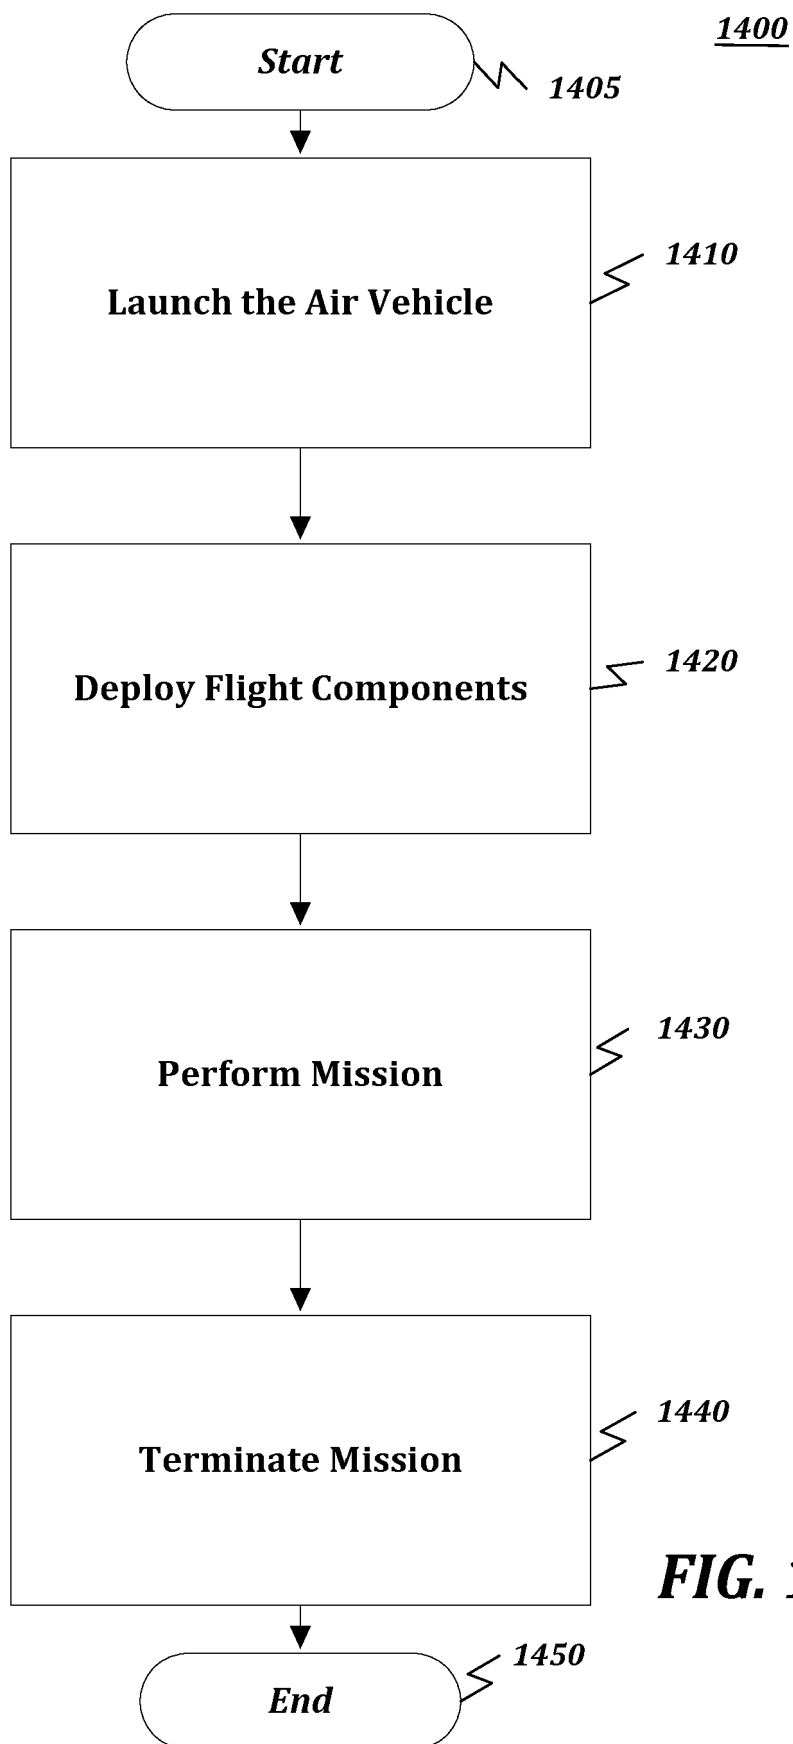 1400
Start
1405
1410
Launch the Air Vehicle
1420
Deploy Flight Components
1430
Perform Mission
1440
Terminate Mission
FIG.
1450
End